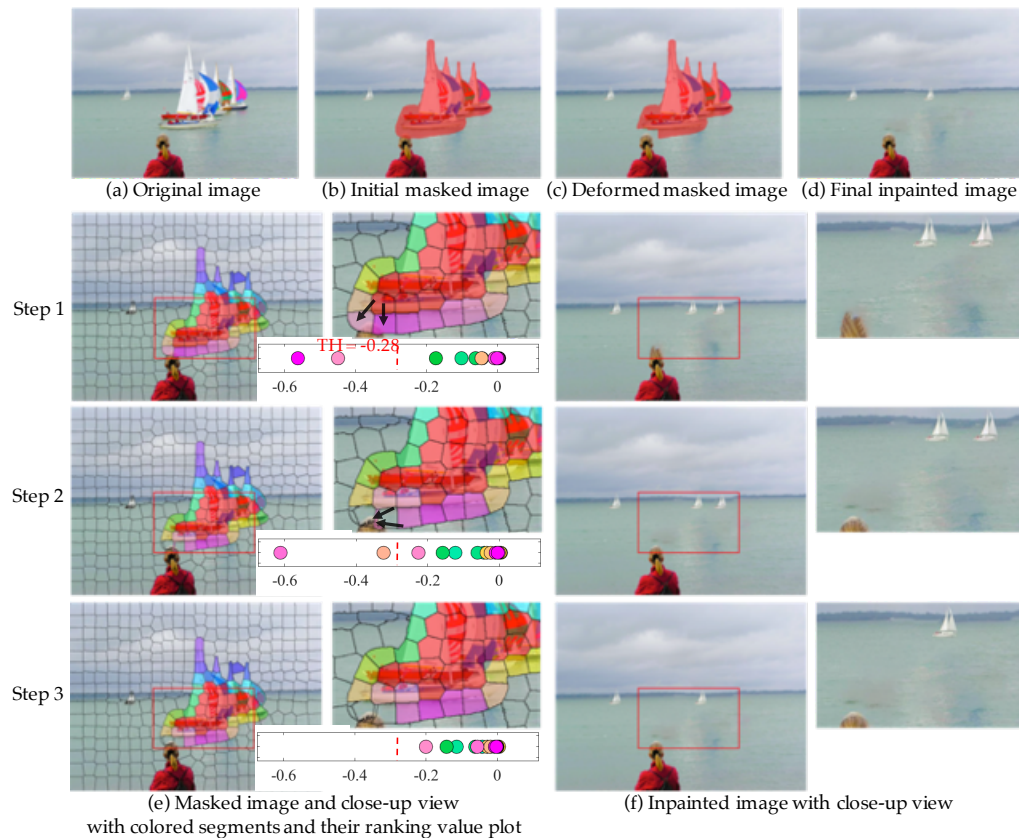 (a) Original image
(b) Initial masked image
(c) Deformed masked image
(d) Final inpainted image
Step 1
TH = -0.28
-0.6 -0.4 -0.2 0
Step 2
-0.6 -0.4 -0.2 0
Step 3
-0.6 -0.4 -0.2 0
(e) Masked image and close-up view
with colored segments and their ranking value plot
(f) Inpainted image with close-up view